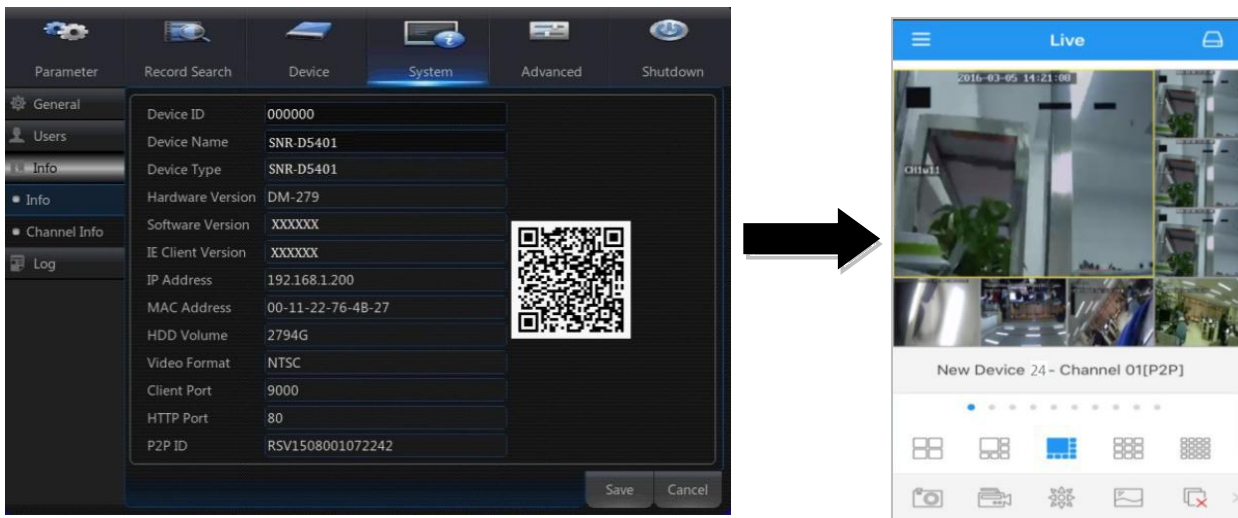 Parameter Record Search Device System Advanced Shutdown
General
Users
Info
Info
Channel Info
Log
Device ID 000000
Device Name SNR-D5401
Device Type SNR-D5401
Hardware Version DM-279
Software Version XXXXXX
IE Client Version XXXXXX
IP Address 192.168.1.200
MAC Address 00-11-22-76-4B-27
HDD Volume 2794G
Video Format NTSC
Client Port 9000
HTTP Port 80
P2P ID RSV1508001072242
Save Cancel
Live
2016-03-05 14:21:00
New Device 24 - Channel 01[P2P]